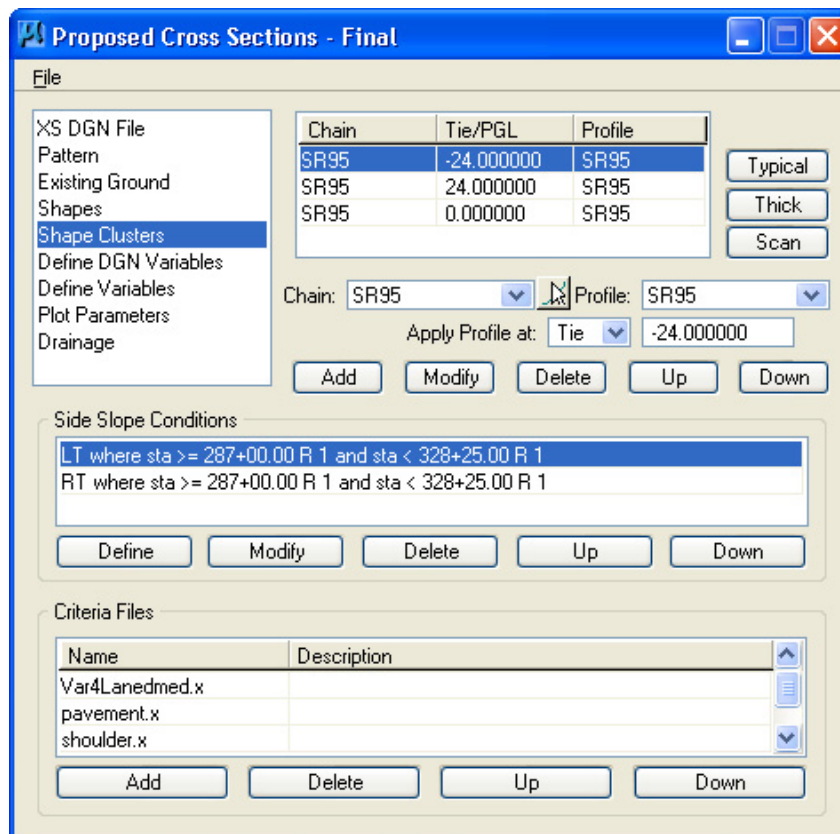 Proposed Cross Sections - Final
File
XS DGN File
Pattern
Existing Ground
Shapes
Shape Clusters
Define DGN Variables
Define Variables
Plot Parameters
Drainage
Chain Tie/PGL Profile
SR95 -24.000000 SR95
SR95 24.000000 SR95
SR95 0.000000 SR95
Typical
Thick
Scan
Chain: SR95 Profile: SR95
Apply Profile at: Tie -24.000000
Add Modify Delete Up Down
Side Slope Conditions
LT where sta >= 287+00.00 R 1 and sta < 328+25.00 R 1
RT where sta >= 287+00.00 R 1 and sta < 328+25.00 R 1
Define Modify Delete Up Down
Criteria Files
Name Description
Var4Lanedmed.x
pavement.x
shoulder.x
Add Delete Up Down